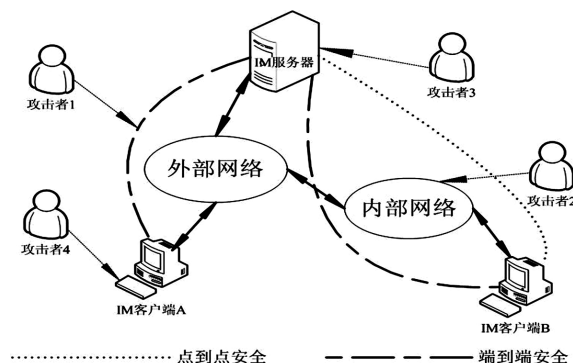 IM服务器
攻击者1
攻击者3
外部网络
攻击者2
内部网络
攻击者4
IM客户端A
IM客户端B
点到点安全
端到端安全